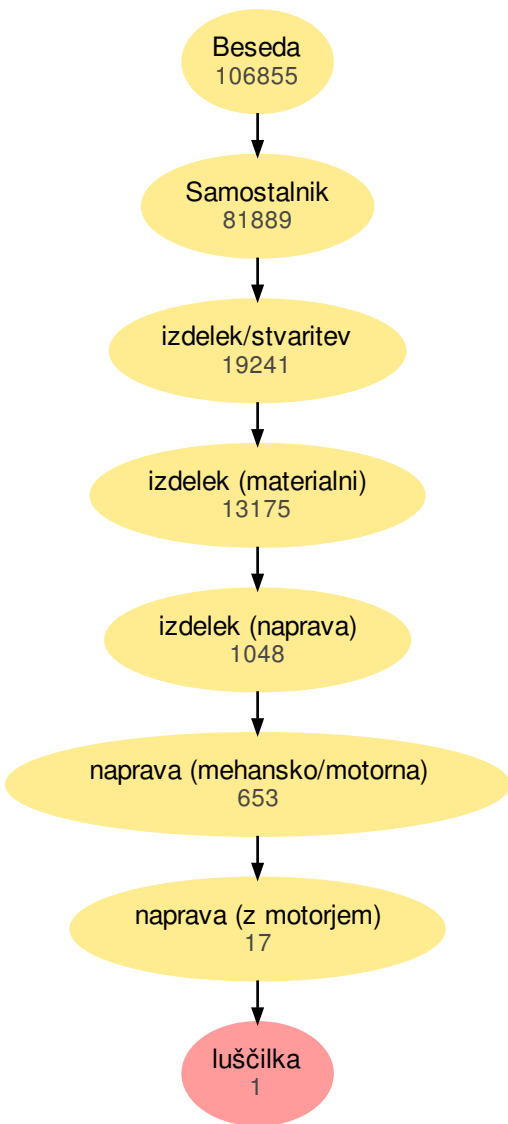 Beseda
106855
Samostalnik
81889
izdelek/stvaritev
19241
izdelek (materialni)
13175
izdelek (naprava)
1048
naprava (mehansko/motorna)
653
naprava (z motorjem)
17
luščilka
1